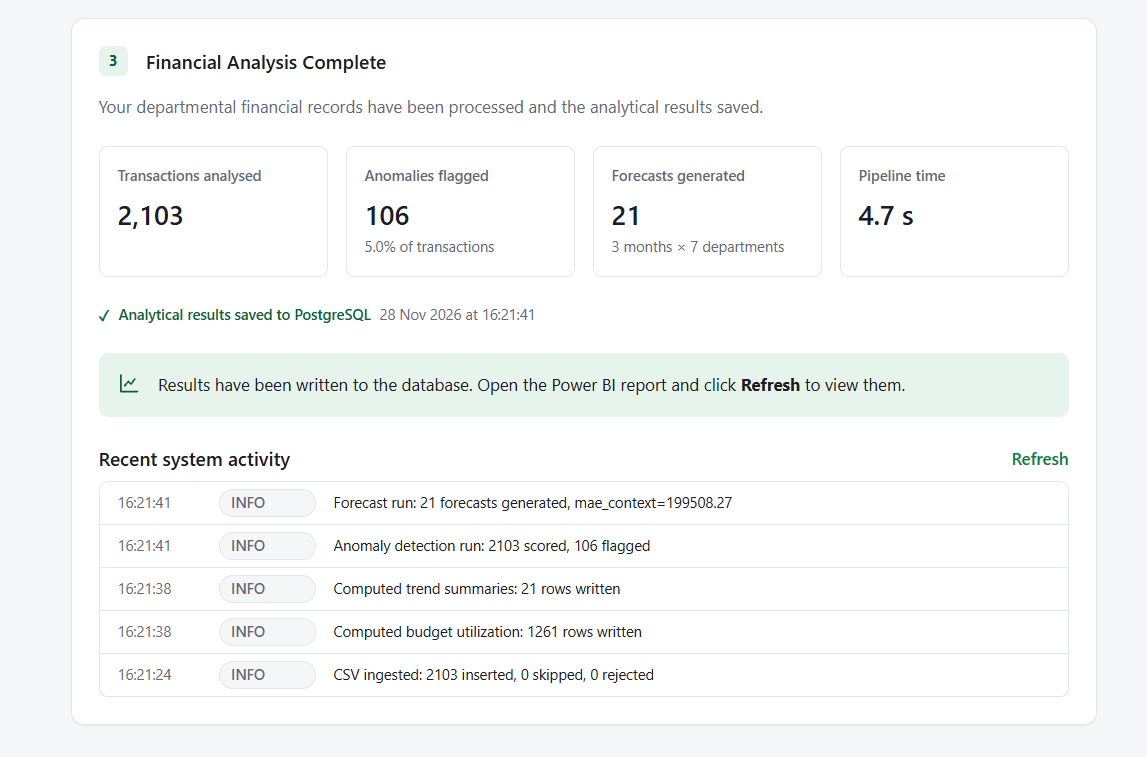 3 Financial Analysis Complete
Your departmental financial records have been processed and the analytical results saved.
Transactions analysed
2,103
Anomalies flagged
106
5.0% of transactions
Forecasts generated
21
3 months × 7 departments
Pipeline time
4.7 s
✓ Analytical results saved to PostgreSQL 28 Nov 2026 at 16:21:41
Results have been written to the database. Open the Power BI report and click Refresh to view them.
Recent system activity Refresh
16:21:41 INFO Forecast run: 21 forecasts generated, mae_context=199508.27
16:21:41 INFO Anomaly detection run: 2103 scored, 106 flagged
16:21:38 INFO Computed trend summaries: 21 rows written
16:21:38 INFO Computed budget utilization: 1261 rows written
16:21:24 INFO CSV ingested: 2103 inserted, 0 skipped, 0 rejected